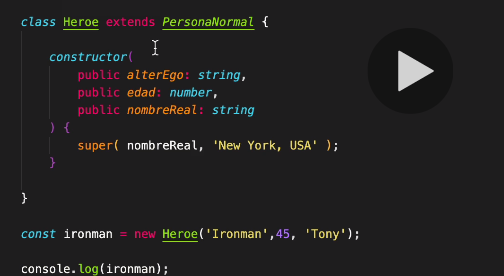 class Heroe extends PersonaNormal {
constructor(
public alterEgo: string,
public edad: number,
public nombreReal: string
) {
super( nombreReal, 'New York, USA' );
}
}
const ironman = new Heroe('Ironman',45, 'Tony');
console.log(ironman);